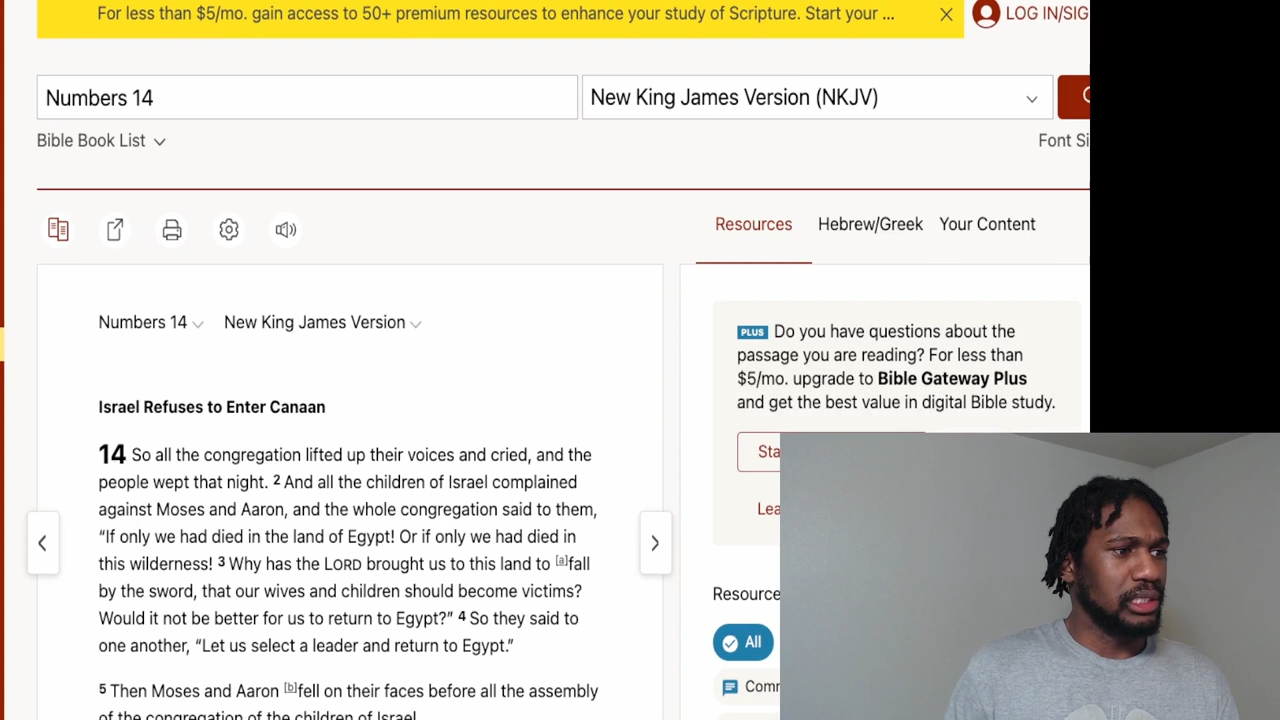 For less than $5/mo. gain access to 50+ premium resources to enhance your study of Scripture. Start your ...
LOG IN/SIG
Numbers 14
New King James Version (NKJV)
Bible Book List
Font Si
Resources
Hebrew/Greek
Your Content
Numbers 14
New King James Version
Israel Refuses to Enter Canaan
14 So all the congregation lifted up their voices and cried, and the
people wept that night. 2 And all the children of Israel complained
against Moses and Aaron, and the whole congregation said to them,
“If only we had died in the land of Egypt! Or if only we had died in
this wilderness! 3 Why has the LORD brought us to this land to [a]fall
by the sword, that our wives and children should become victims?
Would it not be better for us to return to Egypt?” 4 So they said to
one another, “Let us select a leader and return to Egypt.”
5 Then Moses and Aaron [b]fell on their faces before all the assembly
of the congregation of the children of Israel.
PLUS Do you have questions about the
passage you are reading? For less than
$5/mo. upgrade to Bible Gateway Plus
and get the best value in digital Bible study.
Sta
Lea
Resource
All
Comm